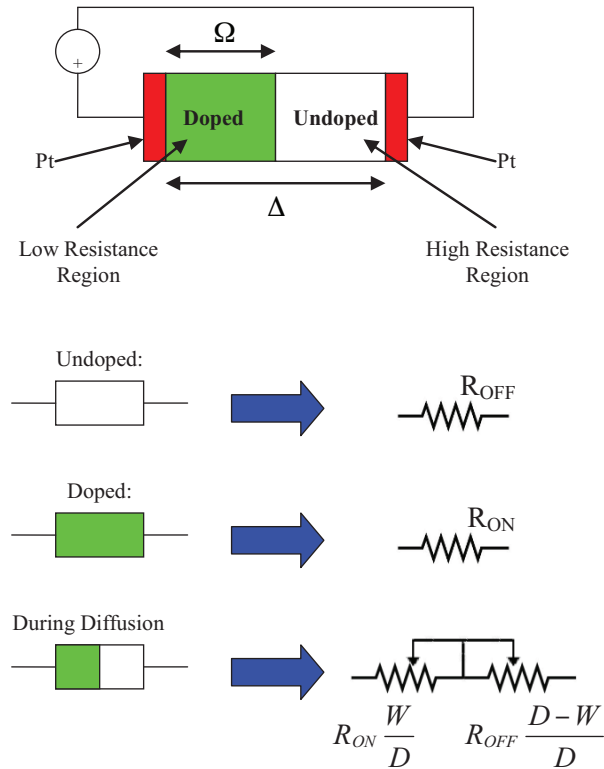 Ω
+
Doped Undoped
Pt Pt
Δ
Low Resistance Region
High Resistance Region
Undoped:
R_OFF
Doped:
R_ON
During Diffusion
R_ON W/D R_OFF (D − W)/D